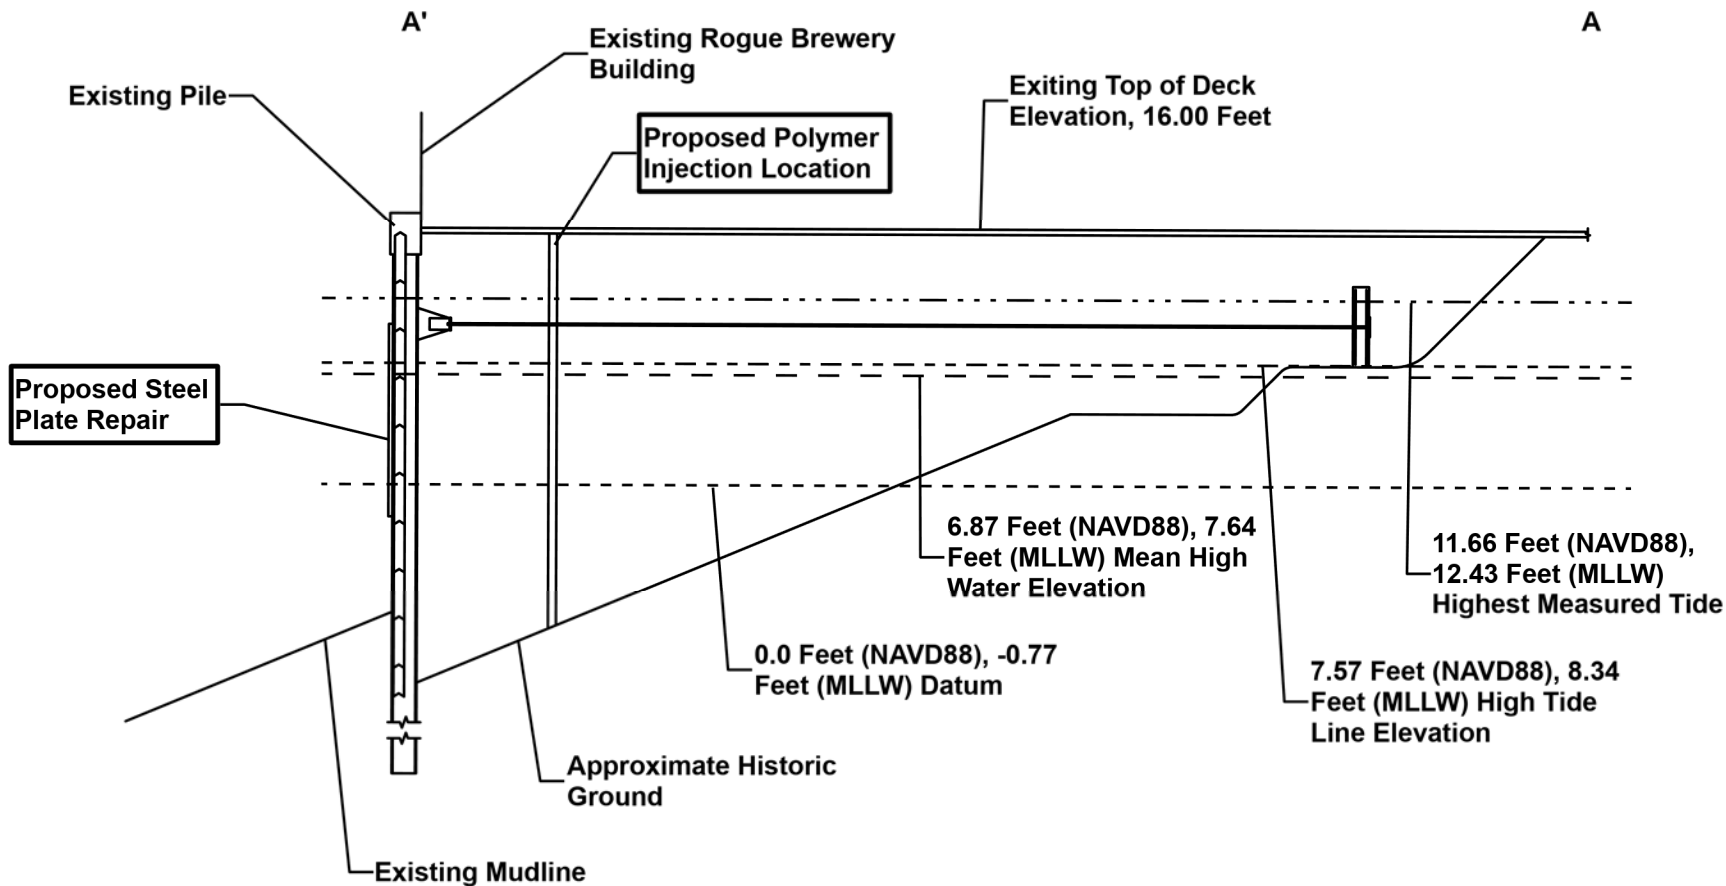 A'
A
Existing Rogue Brewery
Building
Existing Pile
Exiting Top of Deck
Elevation, 16.00 Feet
Proposed Polymer
Injection Location
Proposed Steel
Plate Repair
6.87 Feet (NAVD88), 7.64
Feet (MLLW) Mean High
Water Elevation
11.66 Feet (NAVD88),
12.43 Feet (MLLW)
Highest Measured Tide
0.0 Feet (NAVD88), -0.77
Feet (MLLW) Datum
7.57 Feet (NAVD88), 8.34
Feet (MLLW) High Tide
Line Elevation
Approximate Historic
Ground
Existing Mudline